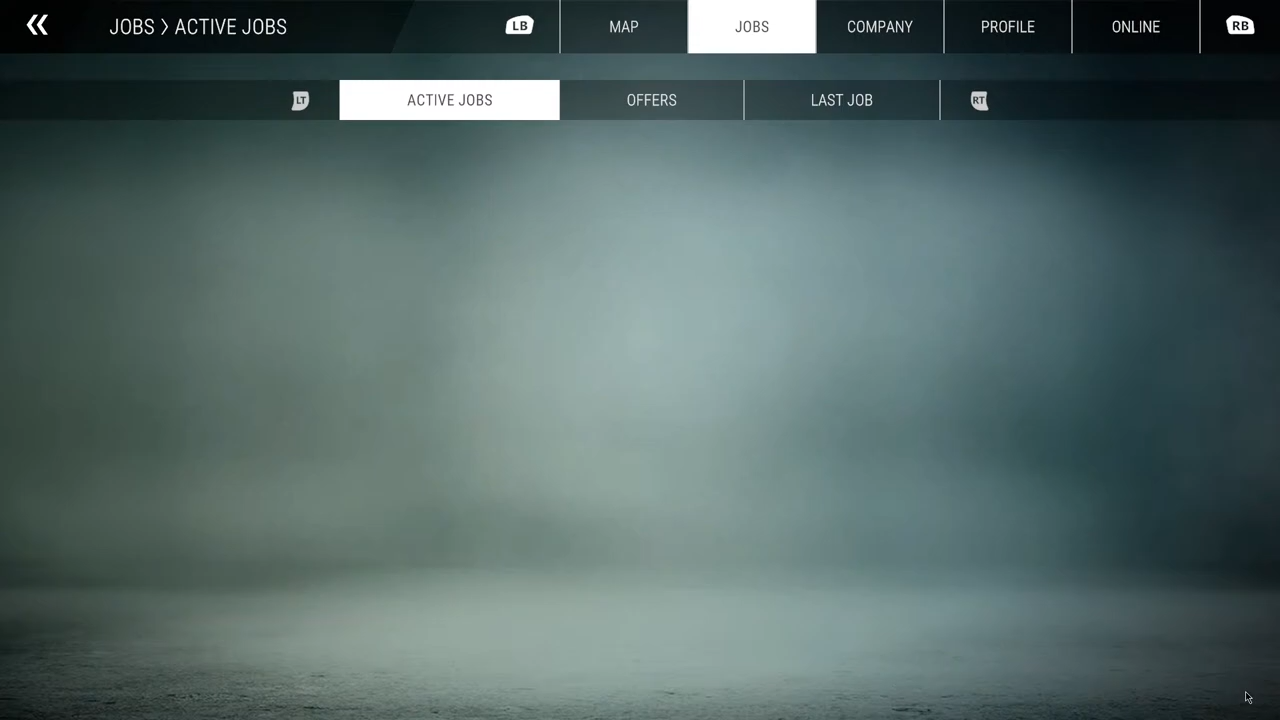 JOBS > ACTIVE JOBS
LB
MAP
JOBS
COMPANY
PROFILE
ONLINE
RB
LT
ACTIVE JOBS
OFFERS
LAST JOB
RT